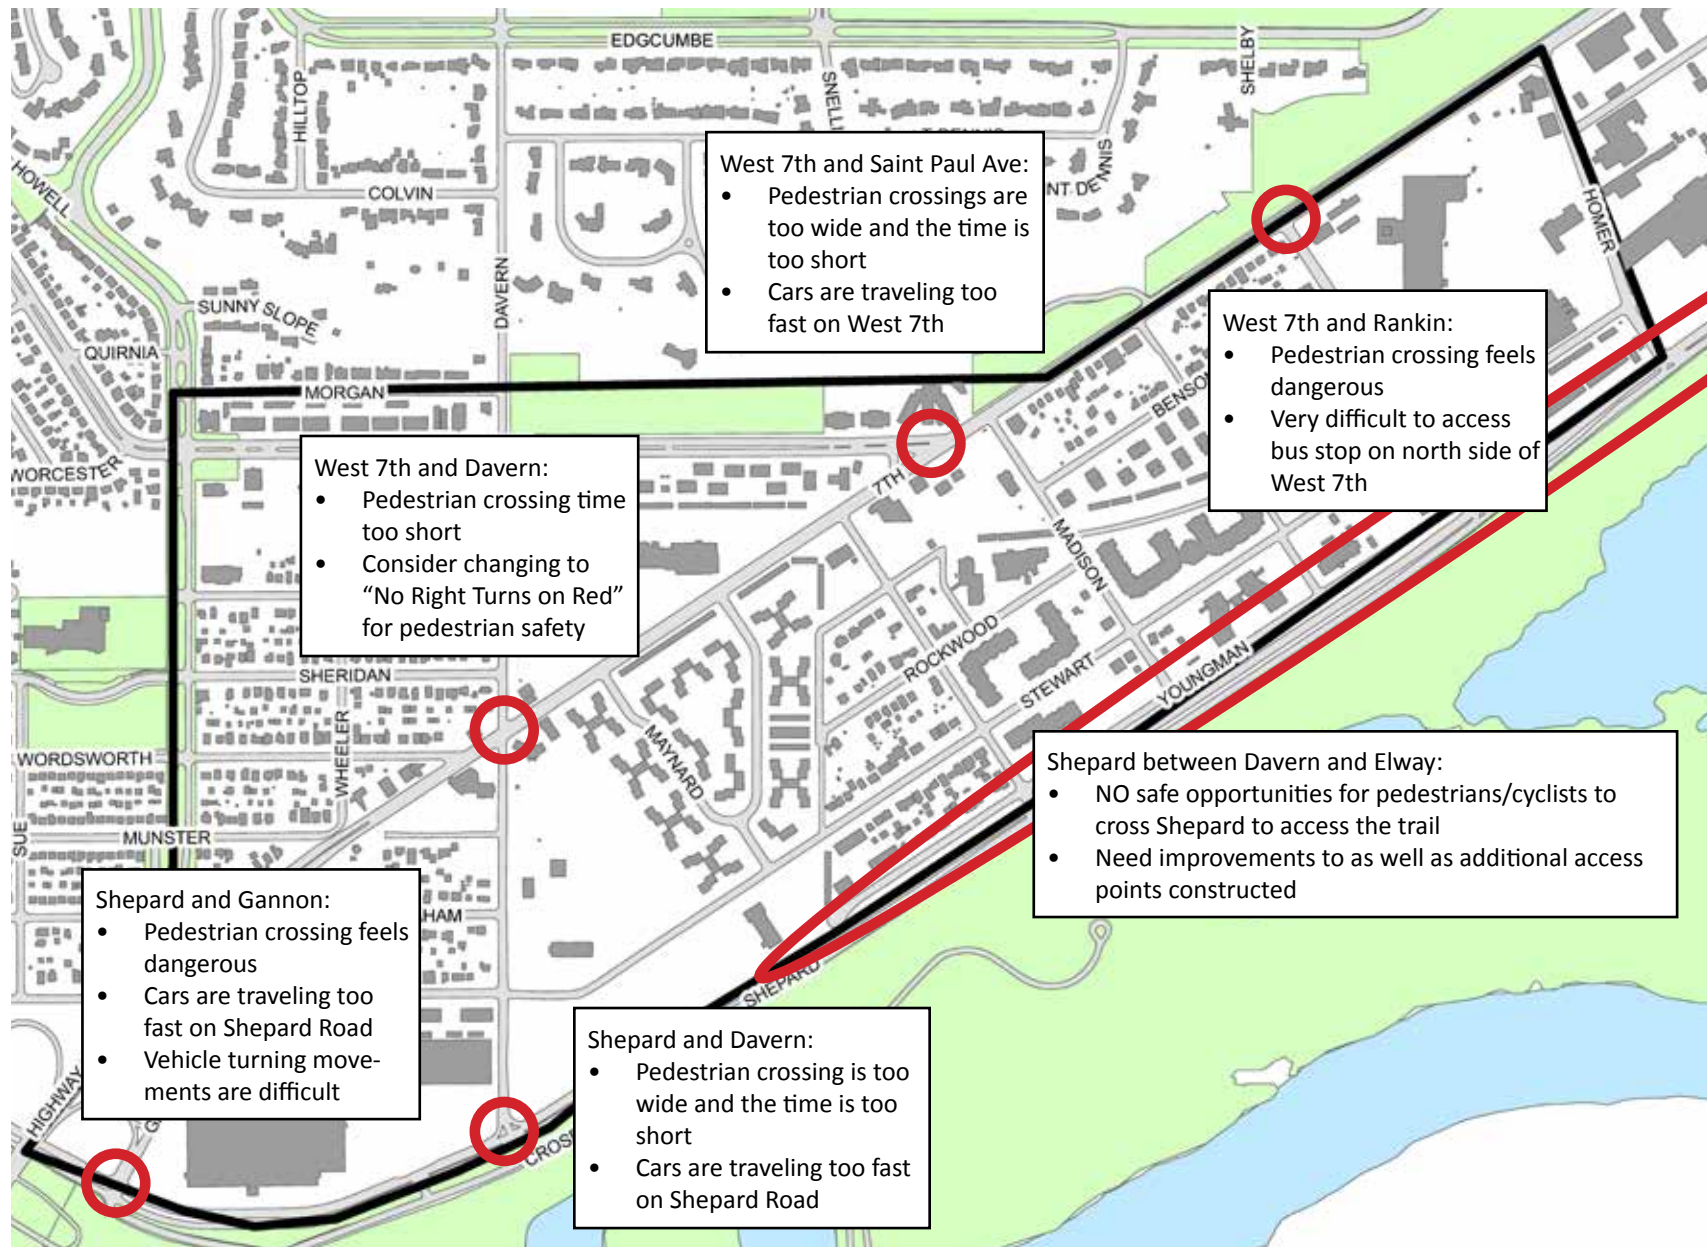 EDGCUMBE
SHELBY
HILLTOP
SNELLI
HOWELL
COLVIN
West 7th and Saint Paul Ave:
• Pedestrian crossings are
too wide and the time is
too short
• Cars are traveling too
fast on West 7th
NT DENNIS
HOMER
SUNNY SLOPE
DAVERN
QUIRNIA
MORGAN
West 7th and Rankin:
• Pedestrian crossing feels
dangerous
• Very difficult to access
bus stop on north side of
West 7th
BENSON
WORCESTER
West 7th and Davern:
• Pedestrian crossing time
too short
• Consider changing to
“No Right Turns on Red”
for pedestrian safety
7TH
MADISON
ROCKWOOD
STEWART
YOUNGMAN
SHERIDAN
WHEELER
MAYNARD
WORDSWORTH
SUE
MUNSTER
Shepard between Davern and Elway:
• NO safe opportunities for pedestrians/cyclists to
cross Shepard to access the trail
• Need improvements to as well as additional access
points constructed
Shepard and Gannon:
• Pedestrian crossing feels
dangerous
• Cars are traveling too
fast on Shepard Road
• Vehicle turning move-
ments are difficult
AHAM
SHEPARD
HIGHWAY
Shepard and Davern:
• Pedestrian crossing is too
wide and the time is too
short
• Cars are traveling too fast
on Shepard Road
CROS